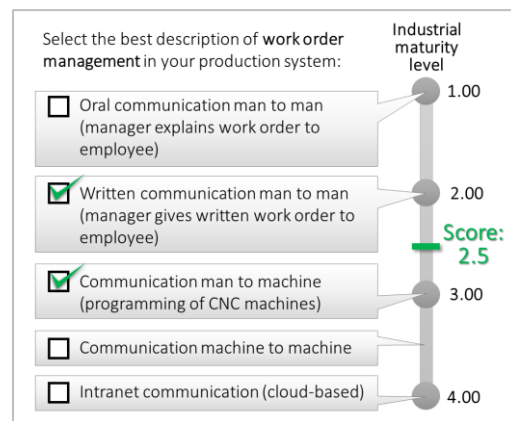 Select the best description of work order
management in your production system:
Industrial
maturity
level
Oral communication man to man
(manager explains work order to
employee)
1.00
Written communication man to man
(manager gives written work order to
employee)
2.00
Score:
2.5
Communication man to machine
(programming of CNC machines)
3.00
Communication machine to machine
Intranet communication (cloud-based)
4.00